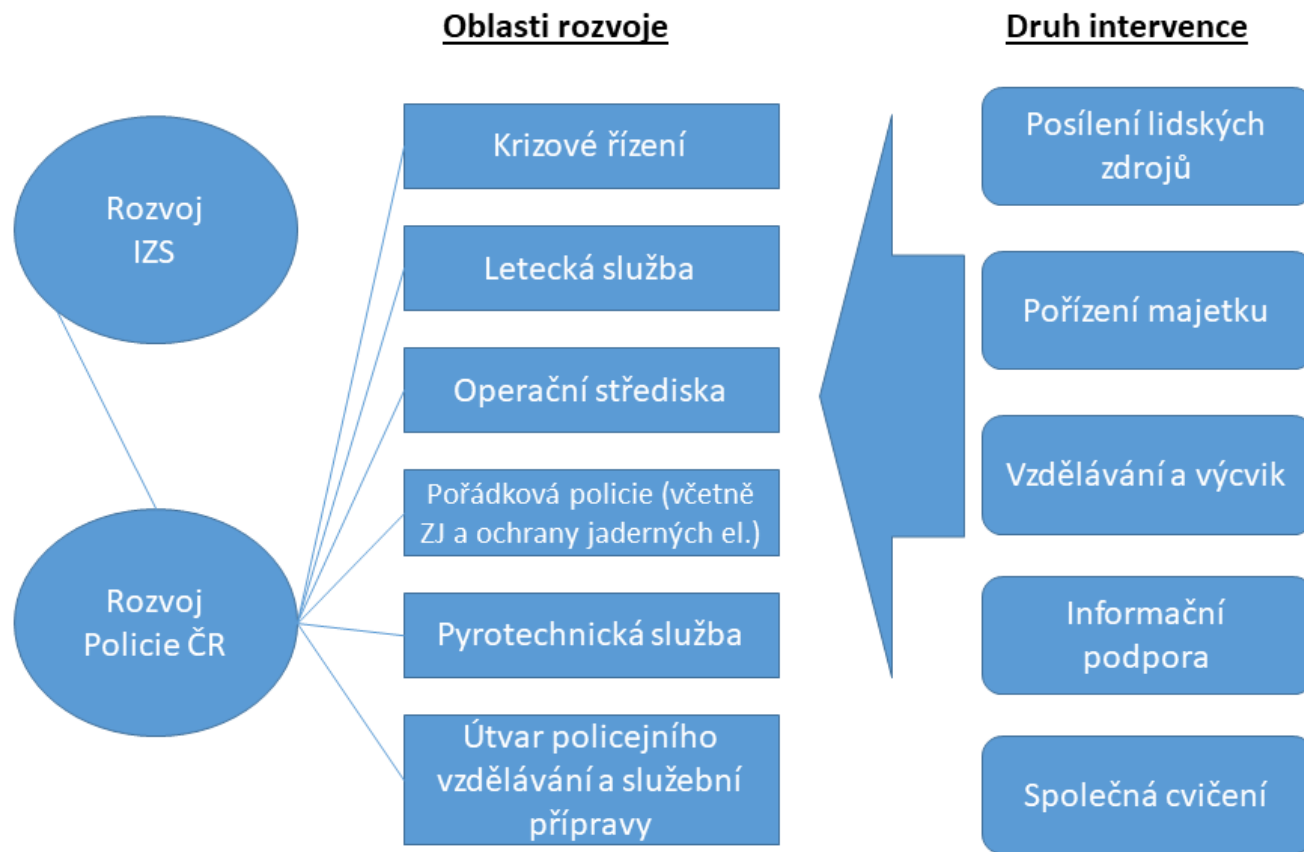 Oblasti rozvoje
Druh intervence
Rozvoj
IZS
Rozvoj
Policie ČR
Krizové řízení
Letecká služba
Operační střediska
Pořádková policie (včetně
ZJ a ochrany jaderných el.)
Pyrotechnická služba
Útvar policejního
vzdělávání a služební
přípravy
Posílení lidských
zdrojů
Pořízení majetku
Vzdělávání a výcvik
Informační
podpora
Společná cvičení